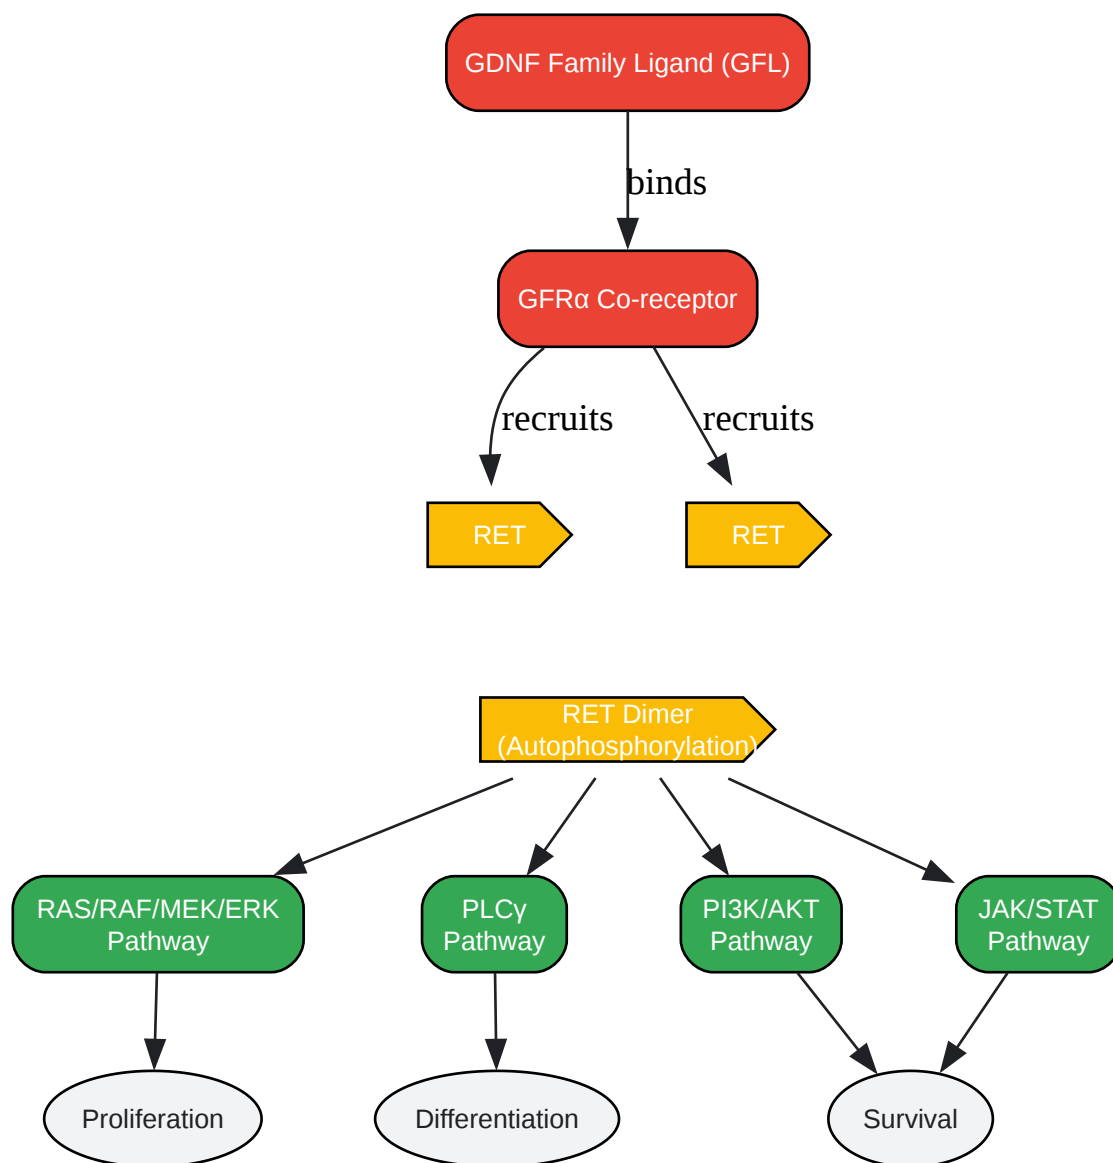 GDNF Family Ligand (GFL)
binds
GFRα Co-receptor
recruits
recruits
RET
RET
RET Dimer
(Autophosphorylation)
RAS/RAF/MEK/ERK
Pathway
PLCγ
Pathway
PI3K/AKT
Pathway
JAK/STAT
Pathway
Proliferation
Differentiation
Survival